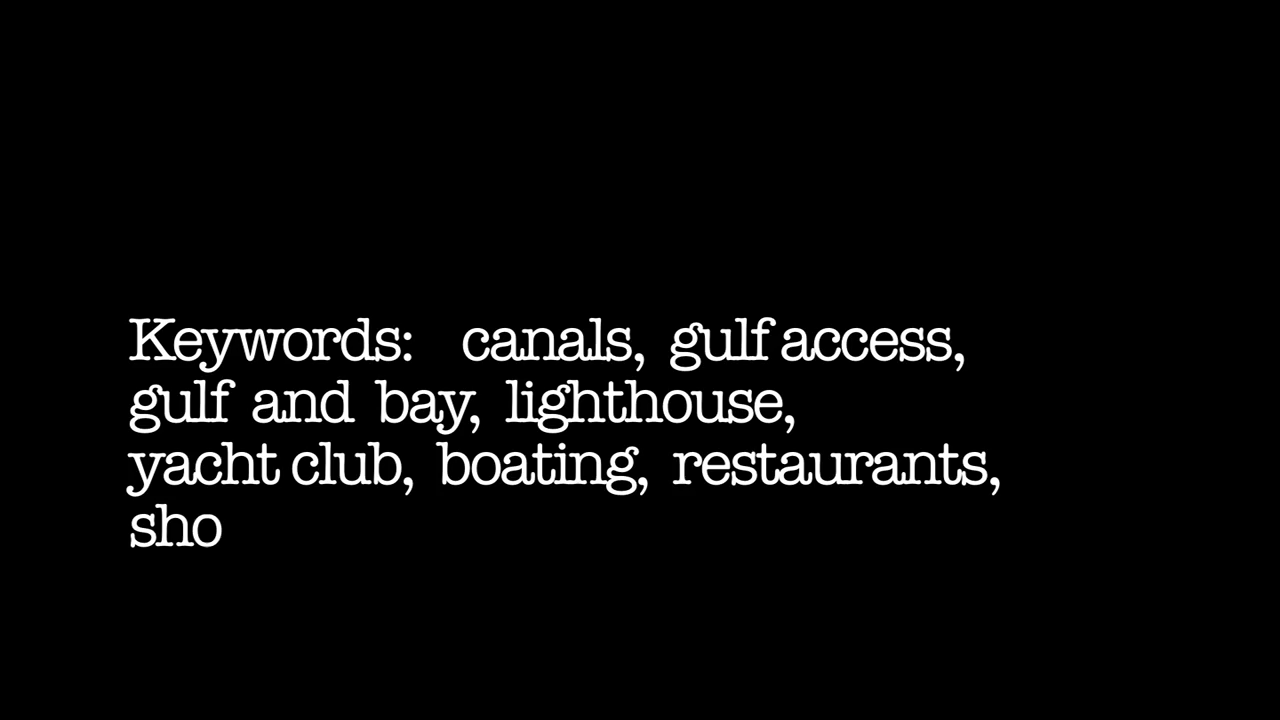 Keywords: canals, gulf access,
gulf and bay, lighthouse,
yacht club, boating, restaurants,
sho